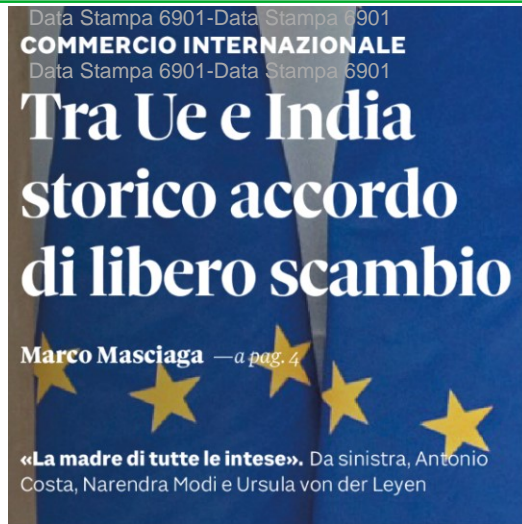 Data Stampa 6901-Data Stampa 6901
COMMERCIO INTERNAZIONALE
Data Stampa 6901-Data Stampa 6901
Tra Ue e India
storico accordo
di libero scambio
Marco Masciaga —a pag. 4
«La madre di tutte le intese». Da sinistra, Antonio
Costa, Narendra Modi e Ursula von der Leyen